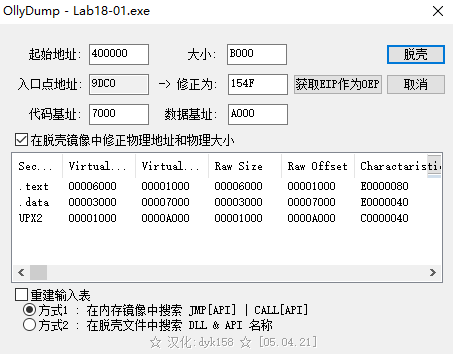 OllyDump - Lab18-01.exe
起始地址: 400000 大小: B000 脱壳
入口点地址: 9DC0 -> 修正为: 154F 获取EIP作为OEP 取消
代码基址: 7000 数据基址: A000
在脱壳镜像中修正物理地址和物理大小
Sec... Virtual... Virtual... Raw Size Raw Offset Charactaristic
.text 00006000 00001000 00006000 00001000 E0000080
.data 00003000 00007000 00003000 00007000 E0000040
UPX2 00001000 0000A000 00001000 0000A000 C0000040
重建输入表
方式1 : 在内存镜像中搜索 JMP[API] | CALL[API]
方式2 : 在脱壳文件中搜索 DLL & API 名称
☆ 汉化:dyk158 ☆ [05.04.21]